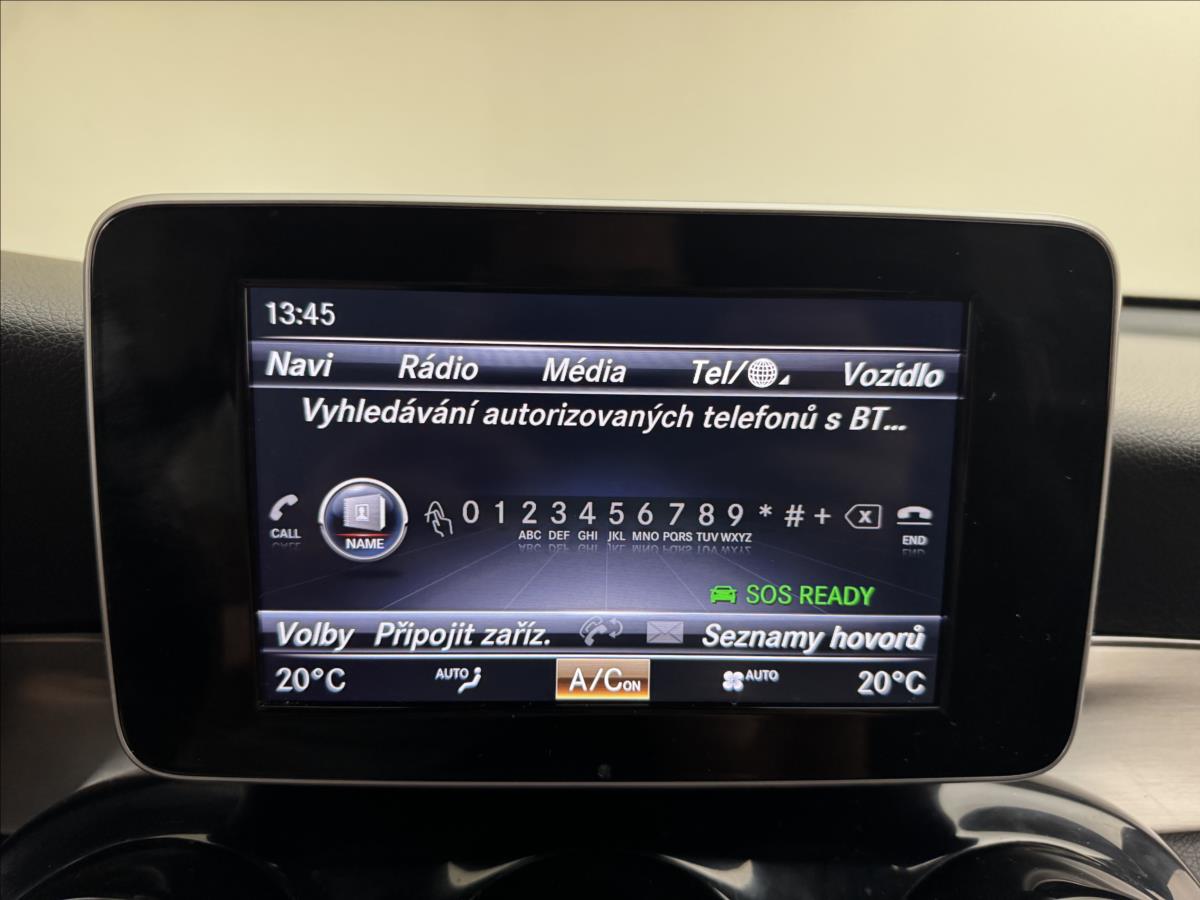 13:45
Navi Rádio Média Tel/ Vozidlo
Vyhledávání autorizovaných telefonů s BT...
CALL NAME 0 1 2 3 4 5 6 7 8 9 * # + X END
ABC DEF GHI JKL MNO PQRS TUV WXYZ
SOS READY
Volby Připojit zaříz. Seznamy hovorů
20°C AUTO A/C ON AUTO 20°C